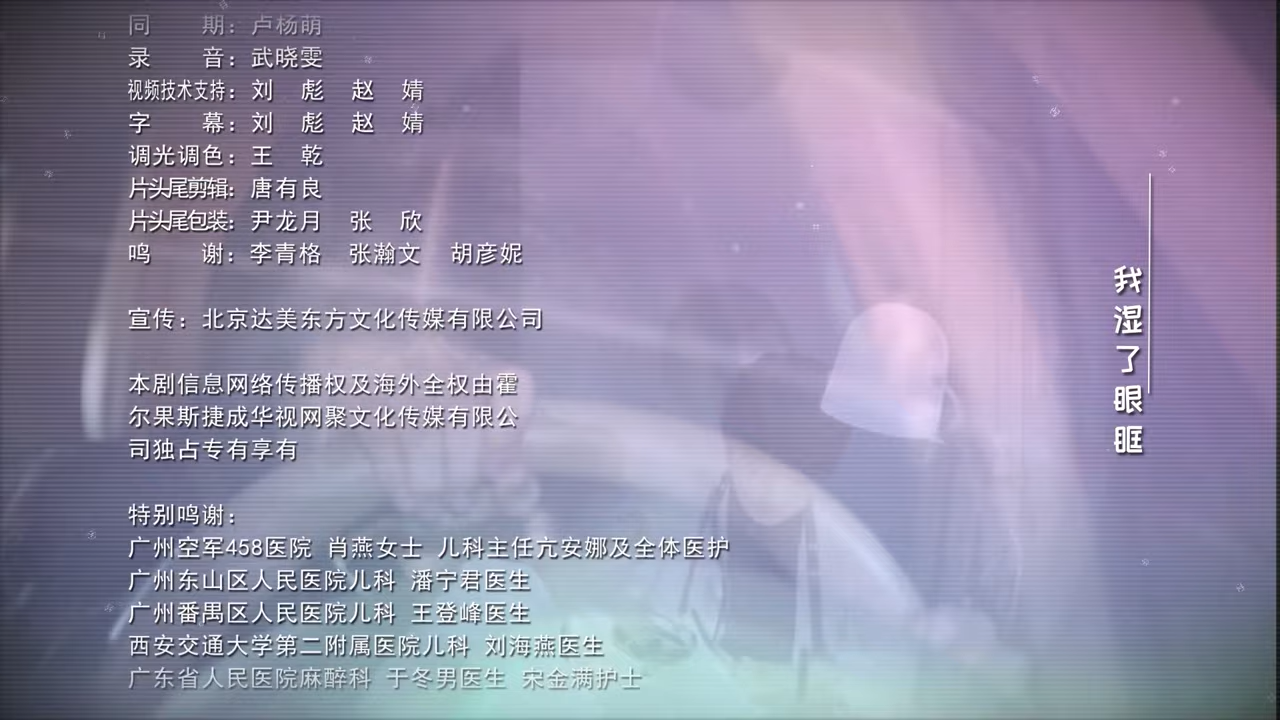 同期：卢杨萌
录音：武晓雯
视频技术支持：刘彪 赵婧
字幕：刘彪 赵婧
调光调色：王乾
片头尾剪辑：唐有良
片头尾包装：尹龙月 张欣
鸣谢：李青格 张瀚文 胡彦妮
宣传：北京达美东方文化传媒有限公司
本剧信息网络传播权及海外全权由霍
尔果斯捷成华视网聚文化传媒有限公
司独占专有享有
特别鸣谢：
广州空军458医院 肖燕女士 儿科主任亢安娜及全体医护
广州东山区人民医院儿科 潘宁君医生
广州番禺区人民医院儿科 王登峰医生
西安交通大学第二附属医院儿科 刘海燕医生
广东省人民医院麻醉科 于冬男医生 宋金满护士
我湿了眼眶